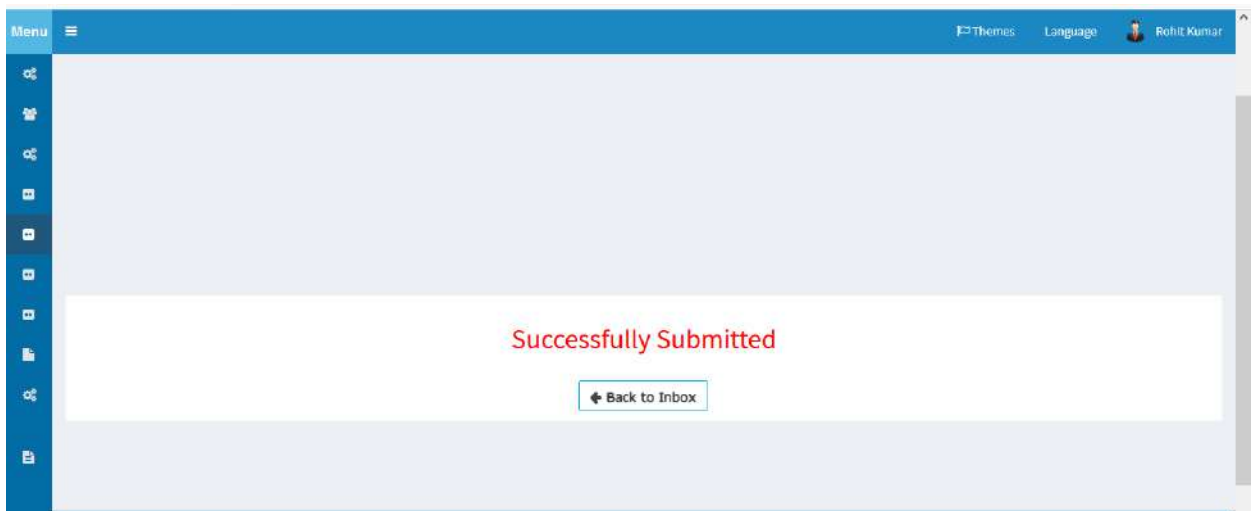 Menu
Themes Language Rohit Kumar
Successfully Submitted
Back to Inbox